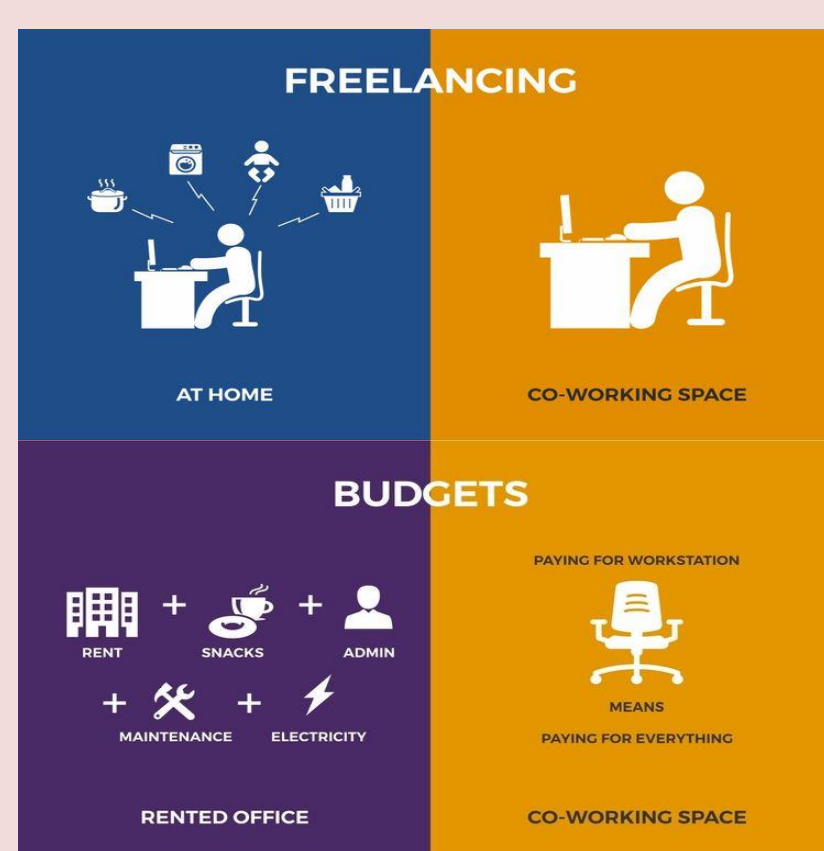 FREELANCING
AT HOME
CO-WORKING SPACE
BUDGETS
RENT + SNACKS + ADMIN
+ MAINTENANCE + ELECTRICITY
RENTED OFFICE
PAYING FOR WORKSTATION
MEANS
PAYING FOR EVERYTHING
CO-WORKING SPACE